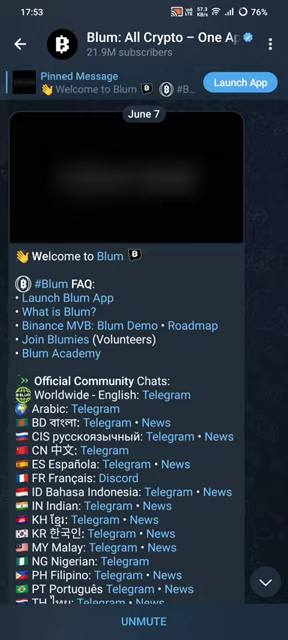 17:53
57.3 KB/s
76%
Blum: All Crypto – One Ap
21.9M subscribers
Pinned Message
👋 Welcome to Blum #B...
Launch App
June 7
👋 Welcome to Blum
#Blum FAQ:
• Launch Blum App
• What is Blum?
• Binance MVB: Blum Demo • Roadmap
• Join Blumies (Volunteers)
• Blum Academy
Official Community Chats:
Worldwide - English: Telegram
Arabic: Telegram
BD বাংলা: Telegram • News
CIS русскоязычный: Telegram • News
CN 中文: Telegram
ES Española: Telegram • News
FR Français: Discord
ID Bahasa Indonesia: Telegram • News
IN Indian: Telegram • News
KH ខ្មែរ: Telegram • News
KR 한국인: Telegram • News
MY Malay: Telegram • News
NG Nigerian: Telegram
PH Filipino: Telegram • News
PT Português Telegram • News
TH ไทย: Telegram • News
UNMUTE